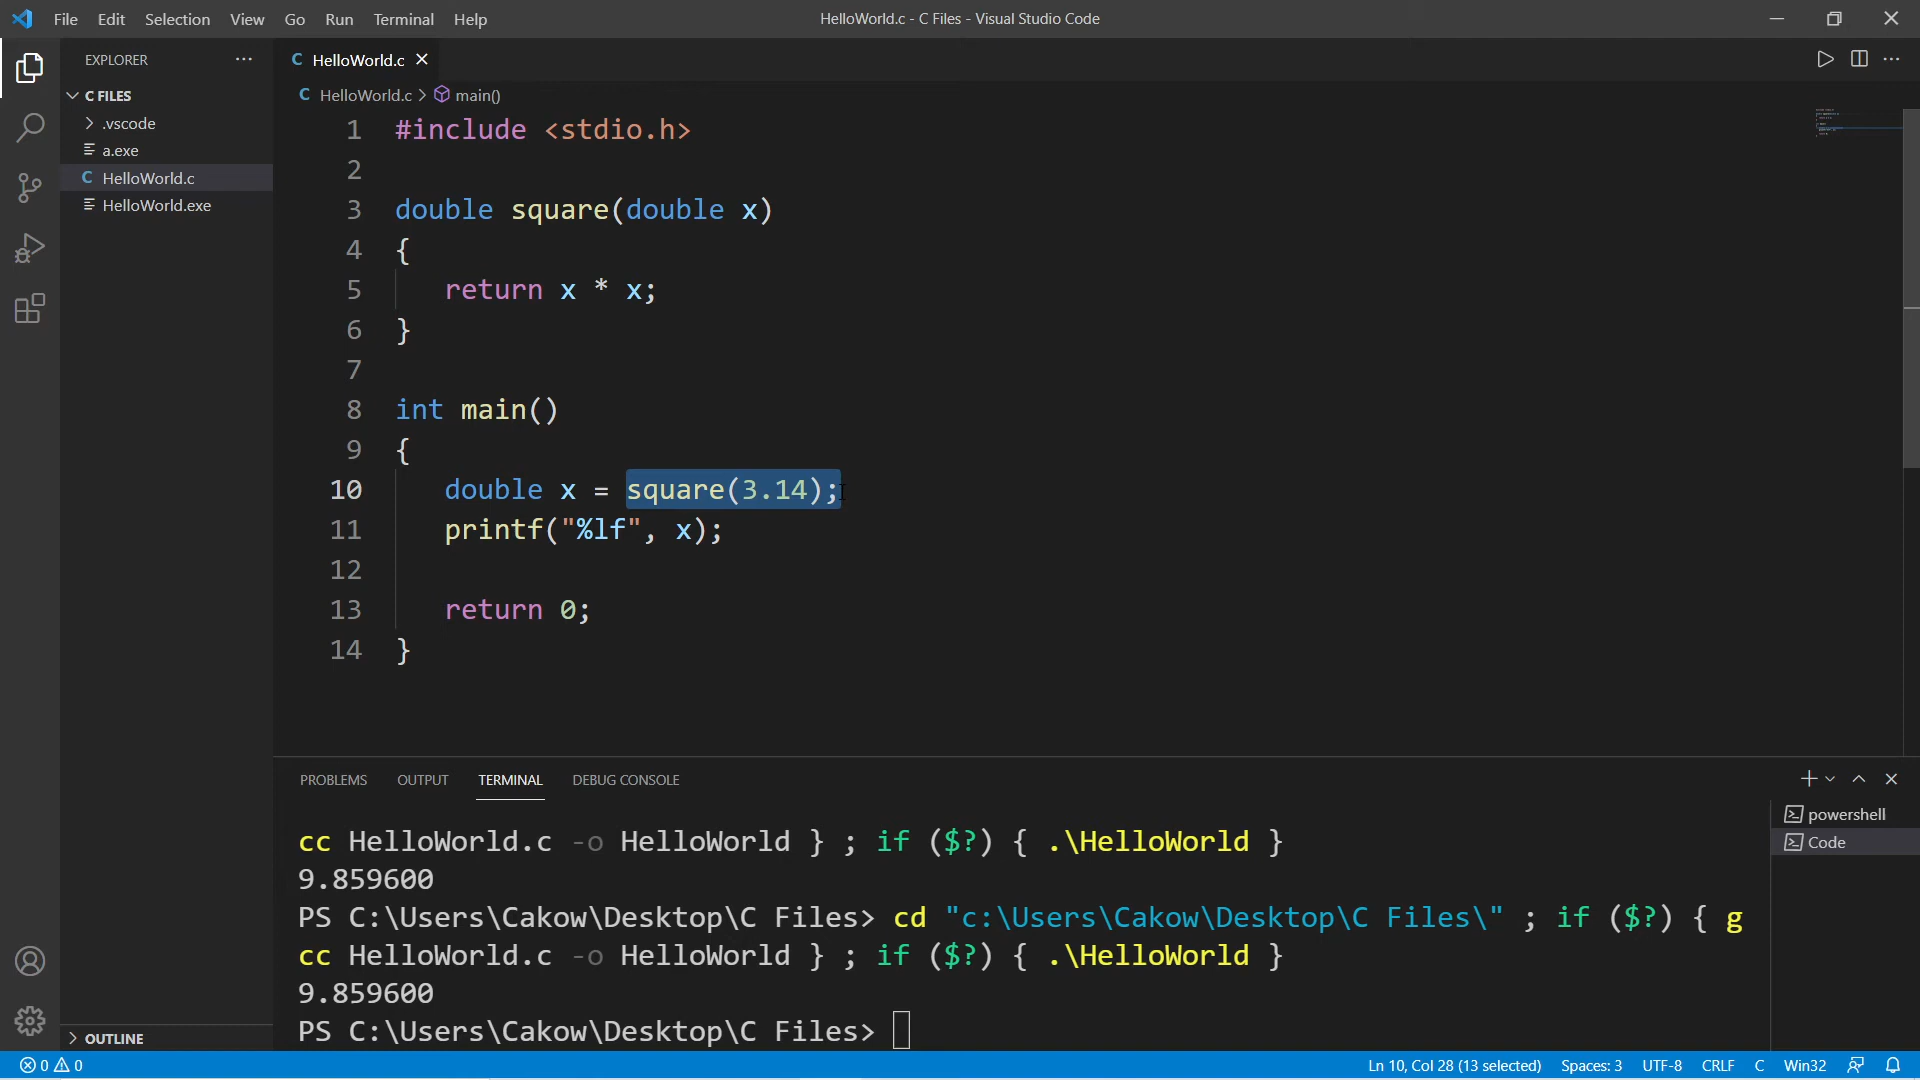 File Edit Selection View Go Run Terminal Help
HelloWorld.c - C Files - Visual Studio Code
EXPLORER
C FILES
.vscode
a.exe
C HelloWorld.c
HelloWorld.exe
OUTLINE
C HelloWorld.c
C HelloWorld.c > main()
1 #include <stdio.h>
2
3 double square(double x)
4 {
5 return x * x;
6 }
7
8 int main()
9 {
10 double x = square(3.14);
11 printf("%lf", x);
12
13 return 0;
14 }
PROBLEMS OUTPUT TERMINAL DEBUG CONSOLE
cc HelloWorld.c -o HelloWorld } ; if ($?) { .\HelloWorld }
9.859600
PS C:\Users\Cakow\Desktop\C Files> cd "c:\Users\Cakow\Desktop\C Files\" ; if ($?) { g
cc HelloWorld.c -o HelloWorld } ; if ($?) { .\HelloWorld }
9.859600
PS C:\Users\Cakow\Desktop\C Files>
powershell
Code
0 0
Ln 10, Col 28 (13 selected) Spaces: 3 UTF-8 CRLF C Win32